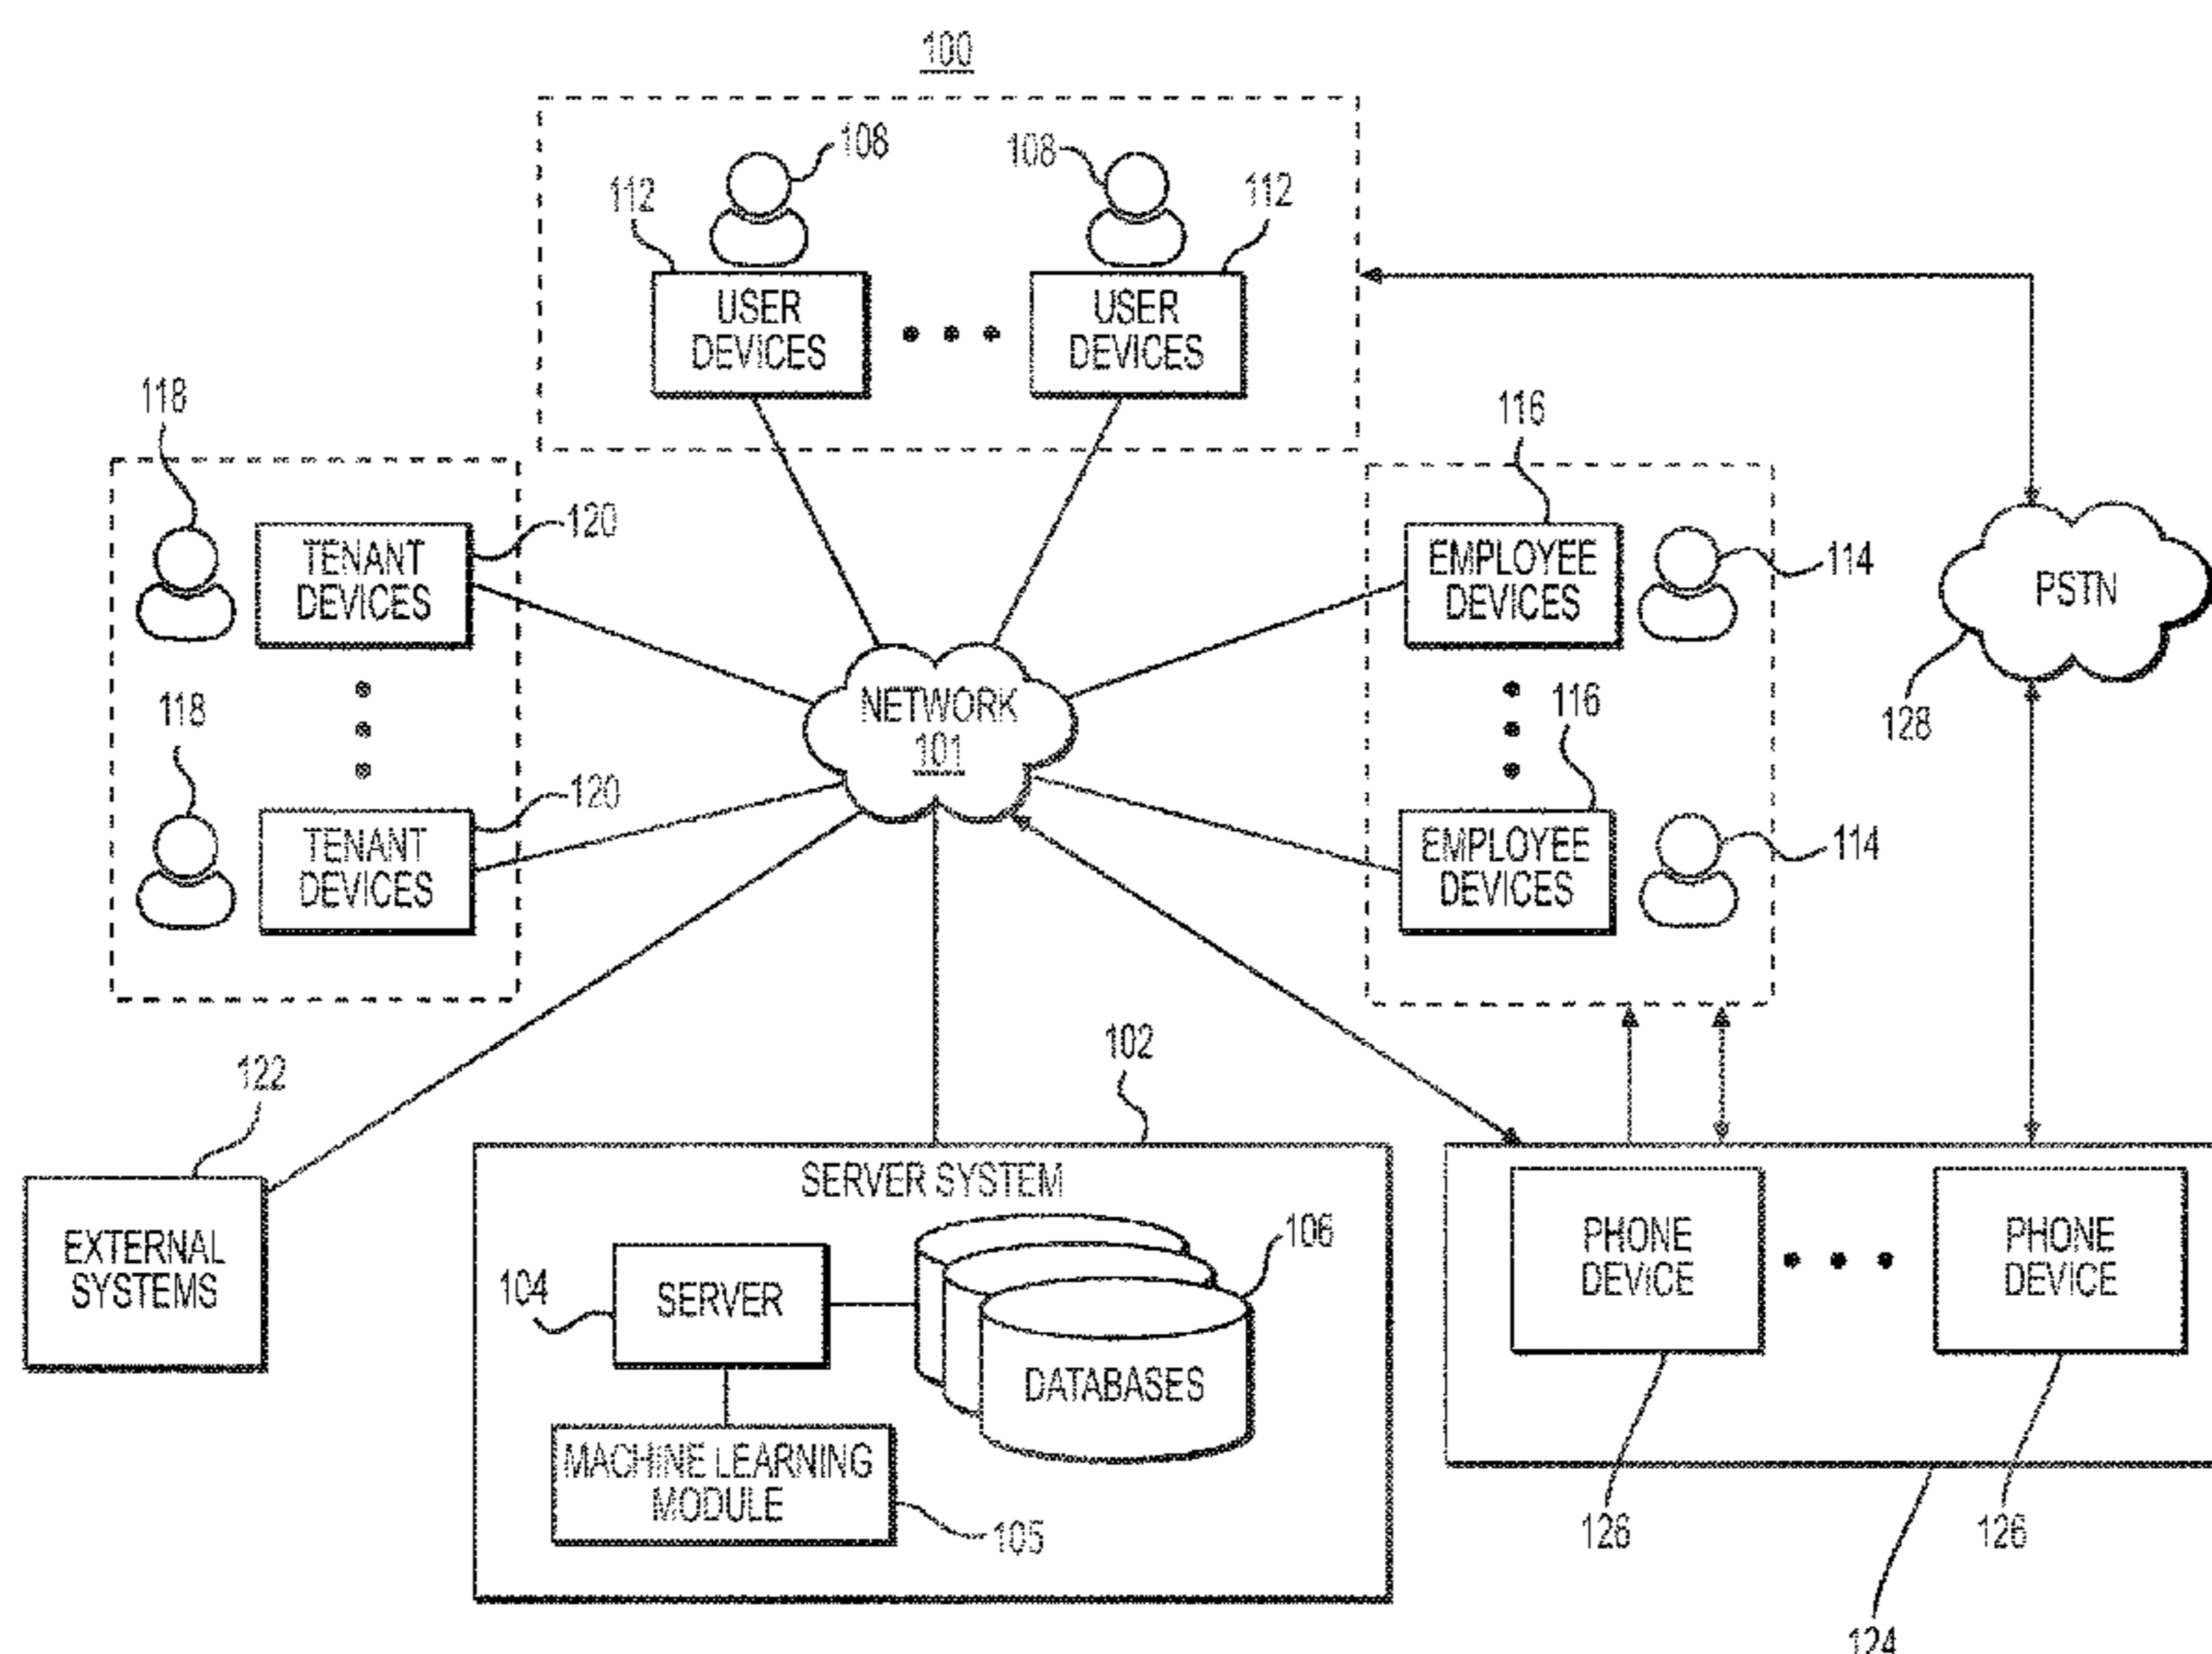 100
108
108
112
112
USER
DEVICES
USER
DEVICES
118
116
120
TENANT
DEVICES
EMPLOYEE
DEVICES
114
PSTN
128
118
NETWORK
101
116
120
TENANT
DEVICES
EMPLOYEE
DEVICES
114
122
102
EXTERNAL
SYSTEMS
SERVER SYSTEM
104
SERVER
106
DATABASES
MACHINE LEARNING
MODULE
105
PHONE
DEVICE
PHONE
DEVICE
126
126
124